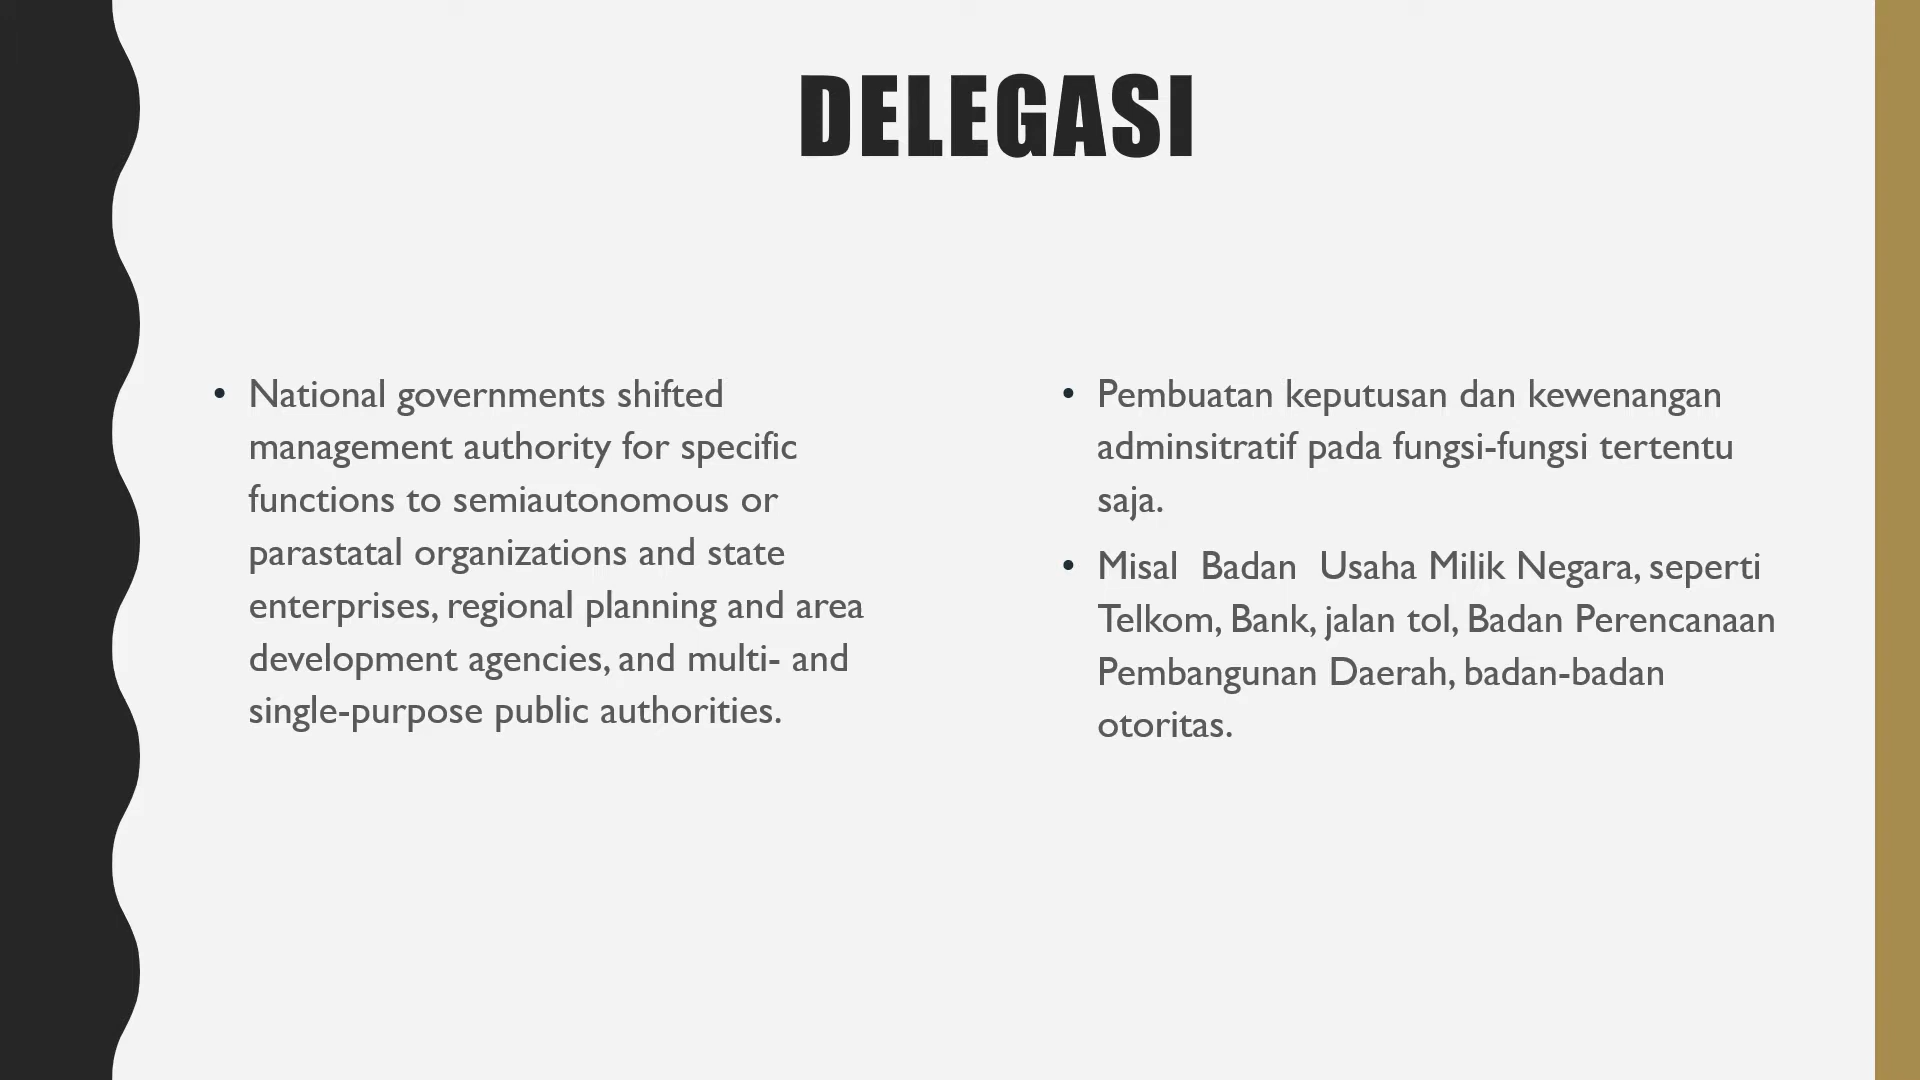 DELEGASI
• National governments shifted
management authority for specific
functions to semiautonomous or
parastatal organizations and state
enterprises, regional planning and area
development agencies, and multi- and
single-purpose public authorities.
• Pembuatan keputusan dan kewenangan
adminsitratif pada fungsi-fungsi tertentu
saja.
• Misal  Badan  Usaha Milik Negara, seperti
Telkom, Bank, jalan tol, Badan Perencanaan
Pembangunan Daerah, badan-badan
otoritas.